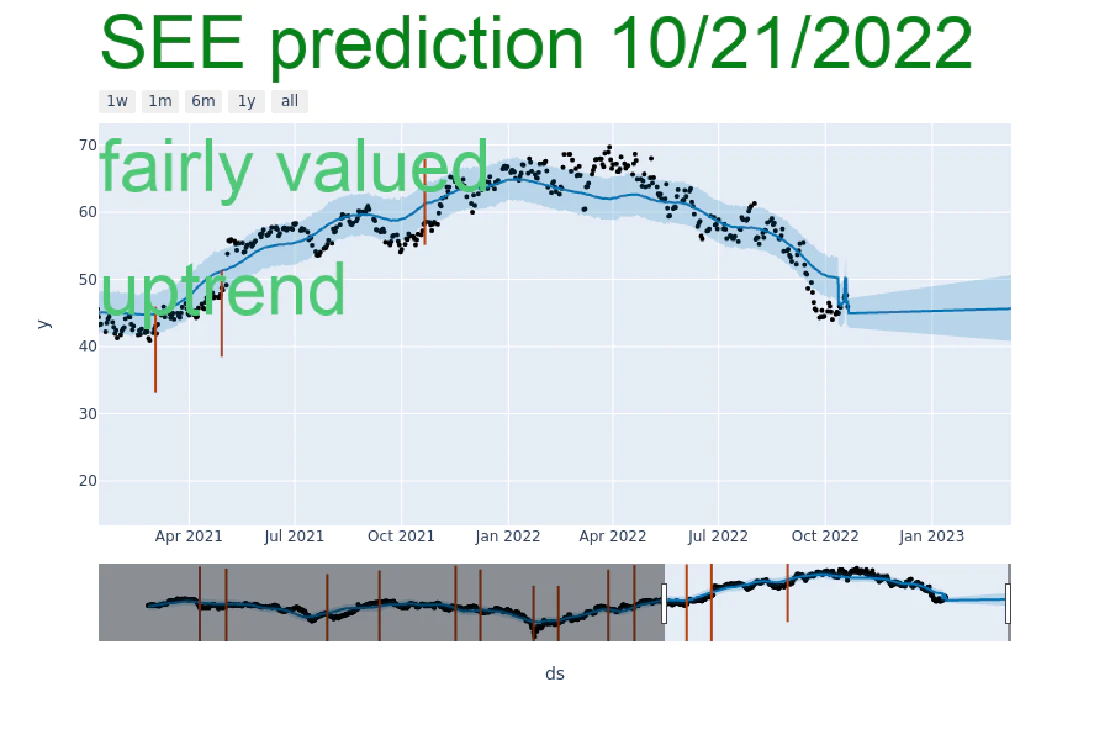 SEE prediction 10/21/2022
1w 1m 6m 1y all
fairly valued
uptrend
70
60
50
40
30
20
y
Apr 2021 Jul 2021 Oct 2021 Jan 2022 Apr 2022 Jul 2022 Oct 2022 Jan 2023
ds